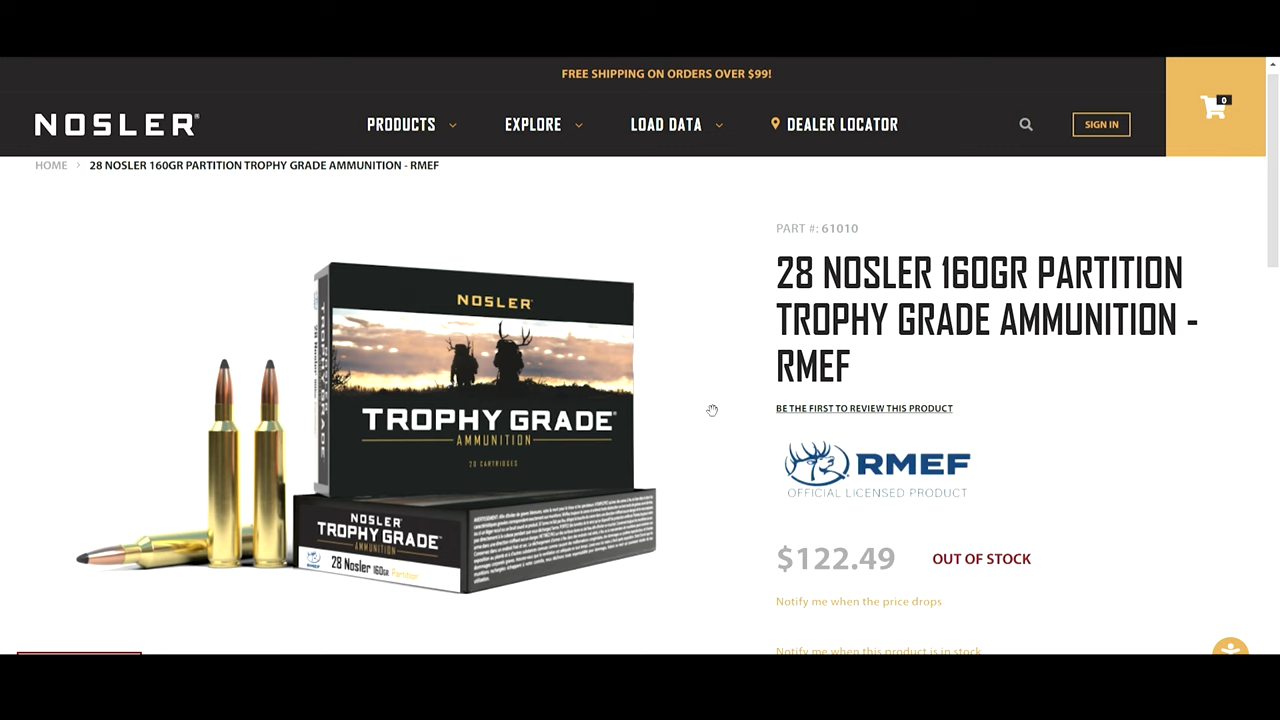 FREE SHIPPING ON ORDERS OVER $99!
NOSLER®
PRODUCTS
EXPLORE
LOAD DATA
DEALER LOCATOR
SIGN IN
0
HOME > 28 NOSLER 160GR PARTITION TROPHY GRADE AMMUNITION - RMEF
PART #: 61010
28 NOSLER 160GR PARTITION
TROPHY GRADE AMMUNITION -
RMEF
BE THE FIRST TO REVIEW THIS PRODUCT
RMEF
OFFICIAL LICENSED PRODUCT
$122.49
OUT OF STOCK
Notify me when the price drops
Notify me when this product is in stock
NOSLER
TROPHY GRADE
AMMUNITION
20 CARTRIDGES
TROPHY GRADE
NOSLER
TROPHY GRADE
AMMUNITION
RMEF
28 Nosler 160gr Partition